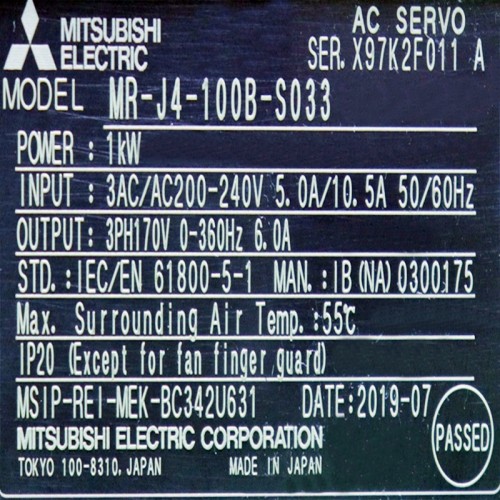 MITSUBISHI ELECTRIC
AC SERVO
SER. X97K2F011 A
MODEL MR-J4-100B-S033
POWER : 1kW
INPUT : 3AC/AC200-240V 5.0A/10.5A 50/60Hz
OUTPUT: 3PH170V 0-360Hz 6.0A
STD.:IEC/EN 61800-5-1 MAN.:IB(NA)0300175
Max. Surrounding Air Temp.:55℃
IP20 (Except for fan finger guard)
MSIP-REI-MEK-BC342U631 DATE:2019-07
MITSUBISHI ELECTRIC CORPORATION
PASSED
TOKYO 100-8310, JAPAN MADE IN JAPAN